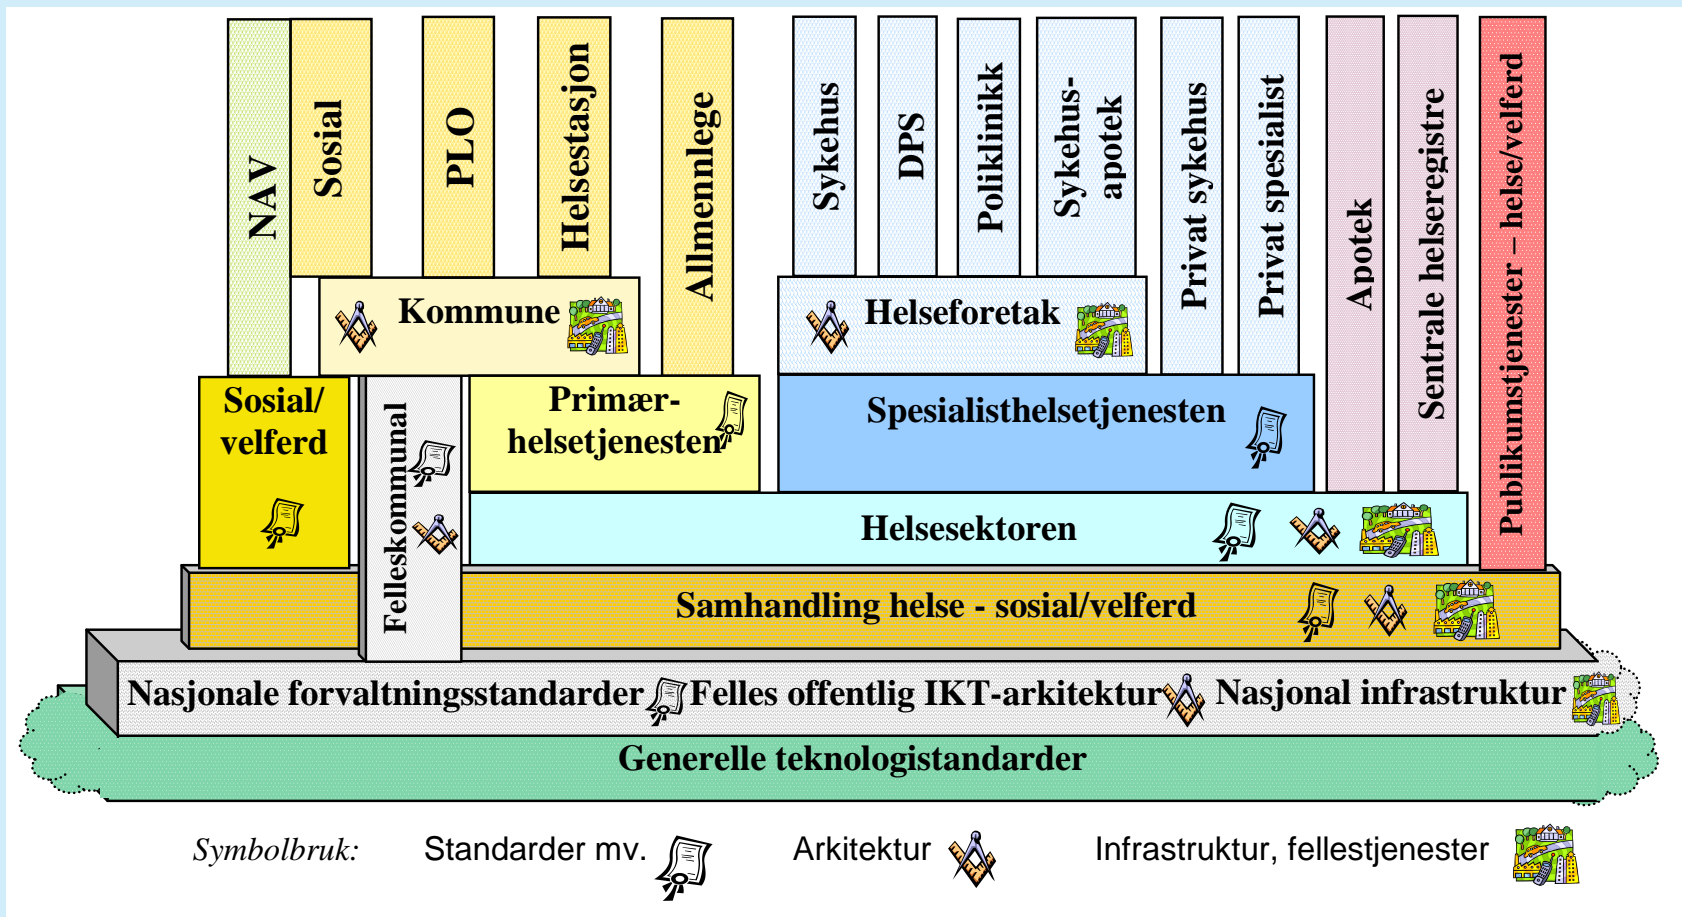 NAV
Sosial
PLO
Helsestasjon
Allmennlege
Sykehus
DPS
Poliklinikk
Sykehus-
apotek
Privat sykehus
Privat spesialist
Apotek
Sentrale helseregistre
Publikumstjenester – helse/velferd
Kommune
Helseforetak
Sosial/
velferd
Felleskommunal
Primær-
helsetjenesten
Spesialisthelsetjenesten
Helsesektoren
Samhandling helse - sosial/velferd
Nasjonale forvaltningsstandarder Felles offentlig IKT-arkitektur Nasjonal infrastruktur
Generelle teknologistandarder
Symbolbruk: Standarder mv. Arkitektur Infrastruktur, fellestjenester